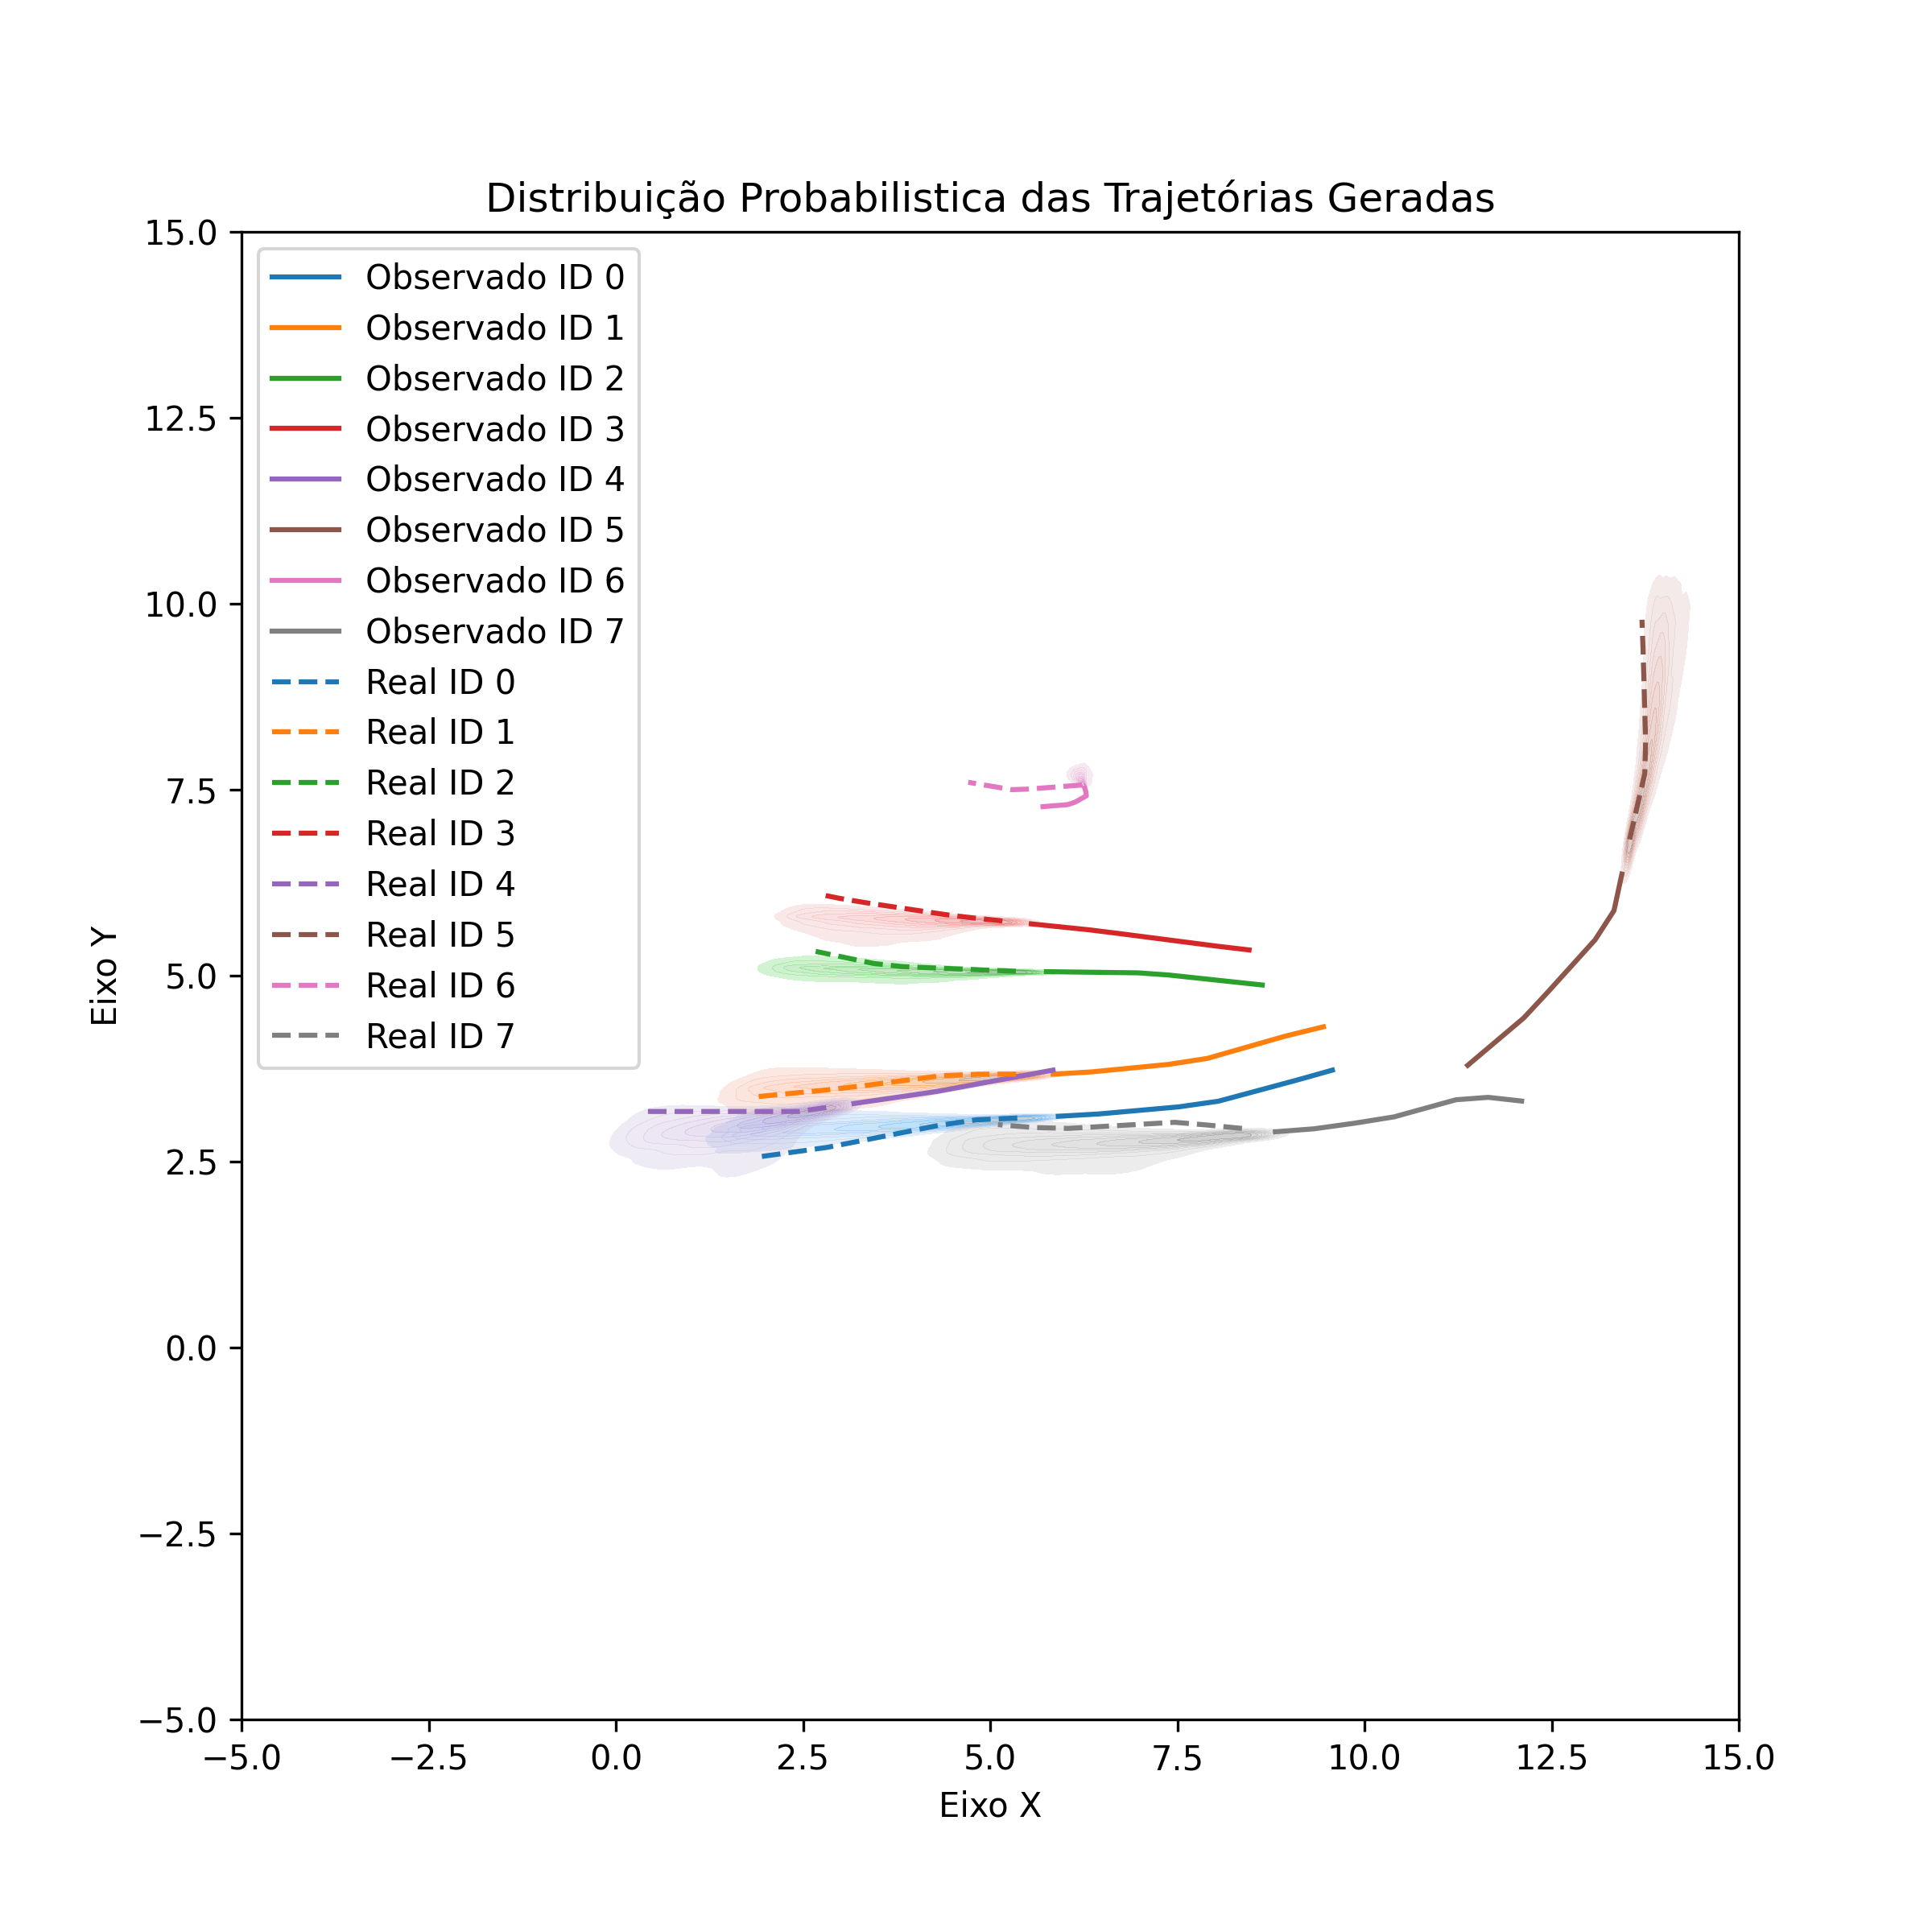 Distribuição Probabilistica das Trajetórias Geradas
15.0
12.5
10.0
7.5
5.0
2.5
0.0
−2.5
−5.0
Eixo Y
Observado ID 0
Observado ID 1
Observado ID 2
Observado ID 3
Observado ID 4
Observado ID 5
Observado ID 6
Observado ID 7
Real ID 0
Real ID 1
Real ID 2
Real ID 3
Real ID 4
Real ID 5
Real ID 6
Real ID 7
−5.0 −2.5 0.0 2.5 5.0 7.5 10.0 12.5 15.0
Eixo X